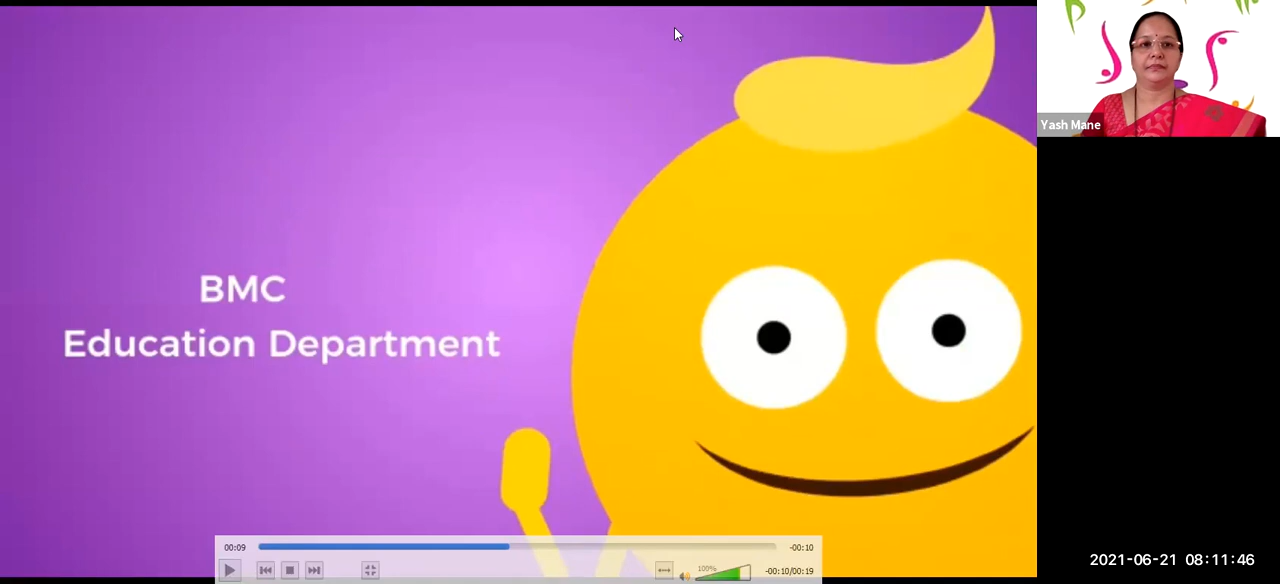 BMC
Education Department
Yash Mane
00:09
-00:10
100%
-00:10/00:19
2021-06-21 08:11:46